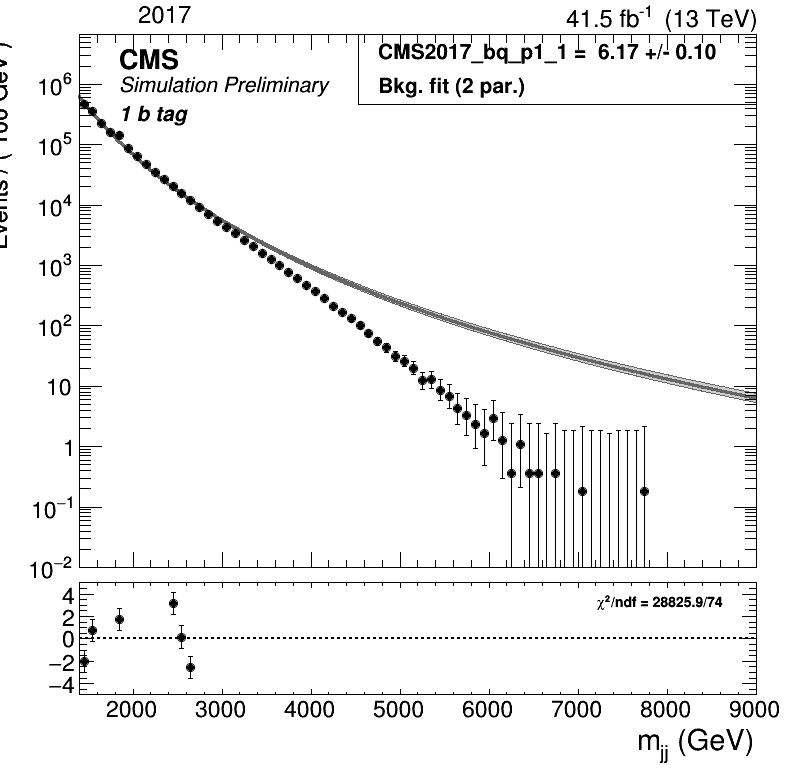 2017
41.5 fb⁻¹ (13 TeV)
CMS
Simulation Preliminary
1 b tag
CMS2017_bq_p1_1 = 6.17 +/- 0.10
Bkg. fit (2 par.)
10⁶
10⁵
10⁴
10³
10²
10
1
10⁻¹
10⁻²
χ²/ndf = 28825.9/74
4
2
0
−2
−4
2000 3000 4000 5000 6000 7000 8000 9000
m_jj (GeV)